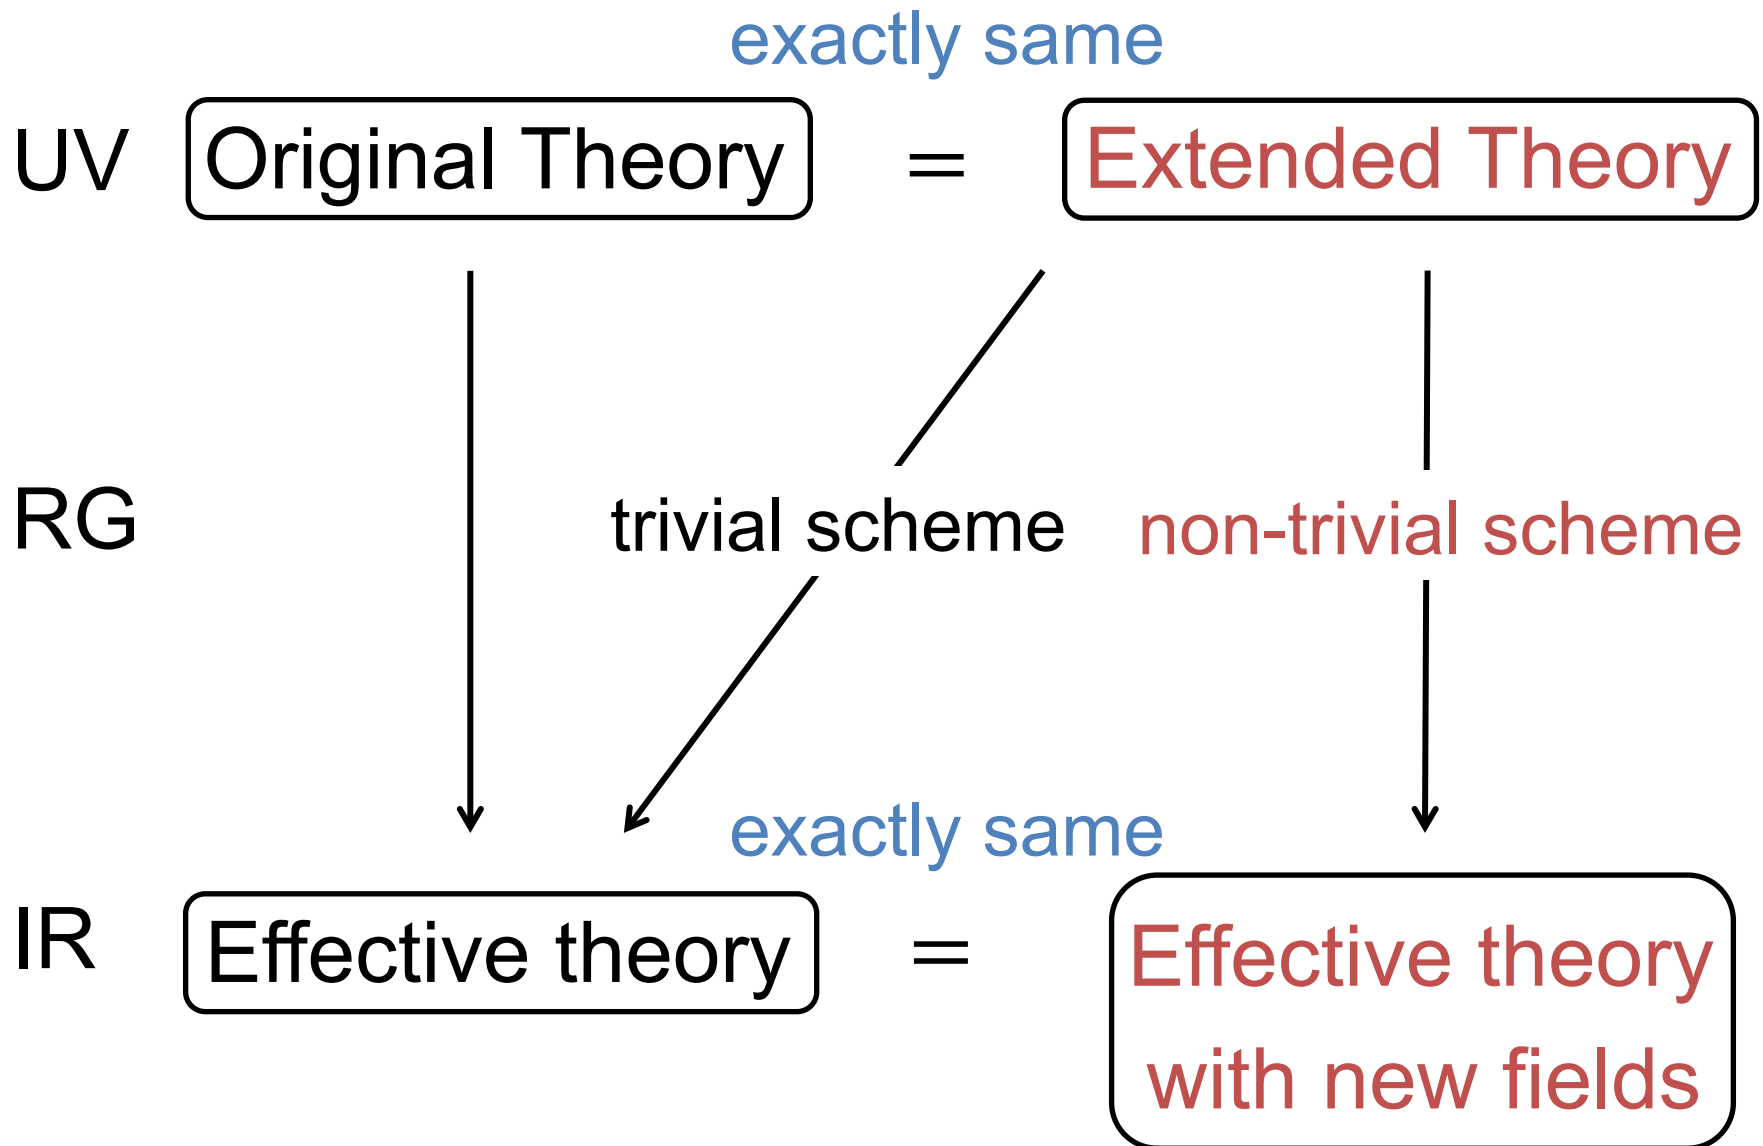 exactly same
UV Original Theory = Extended Theory
RG trivial scheme non-trivial scheme
exactly same
IR Effective theory = Effective theory
with new fields